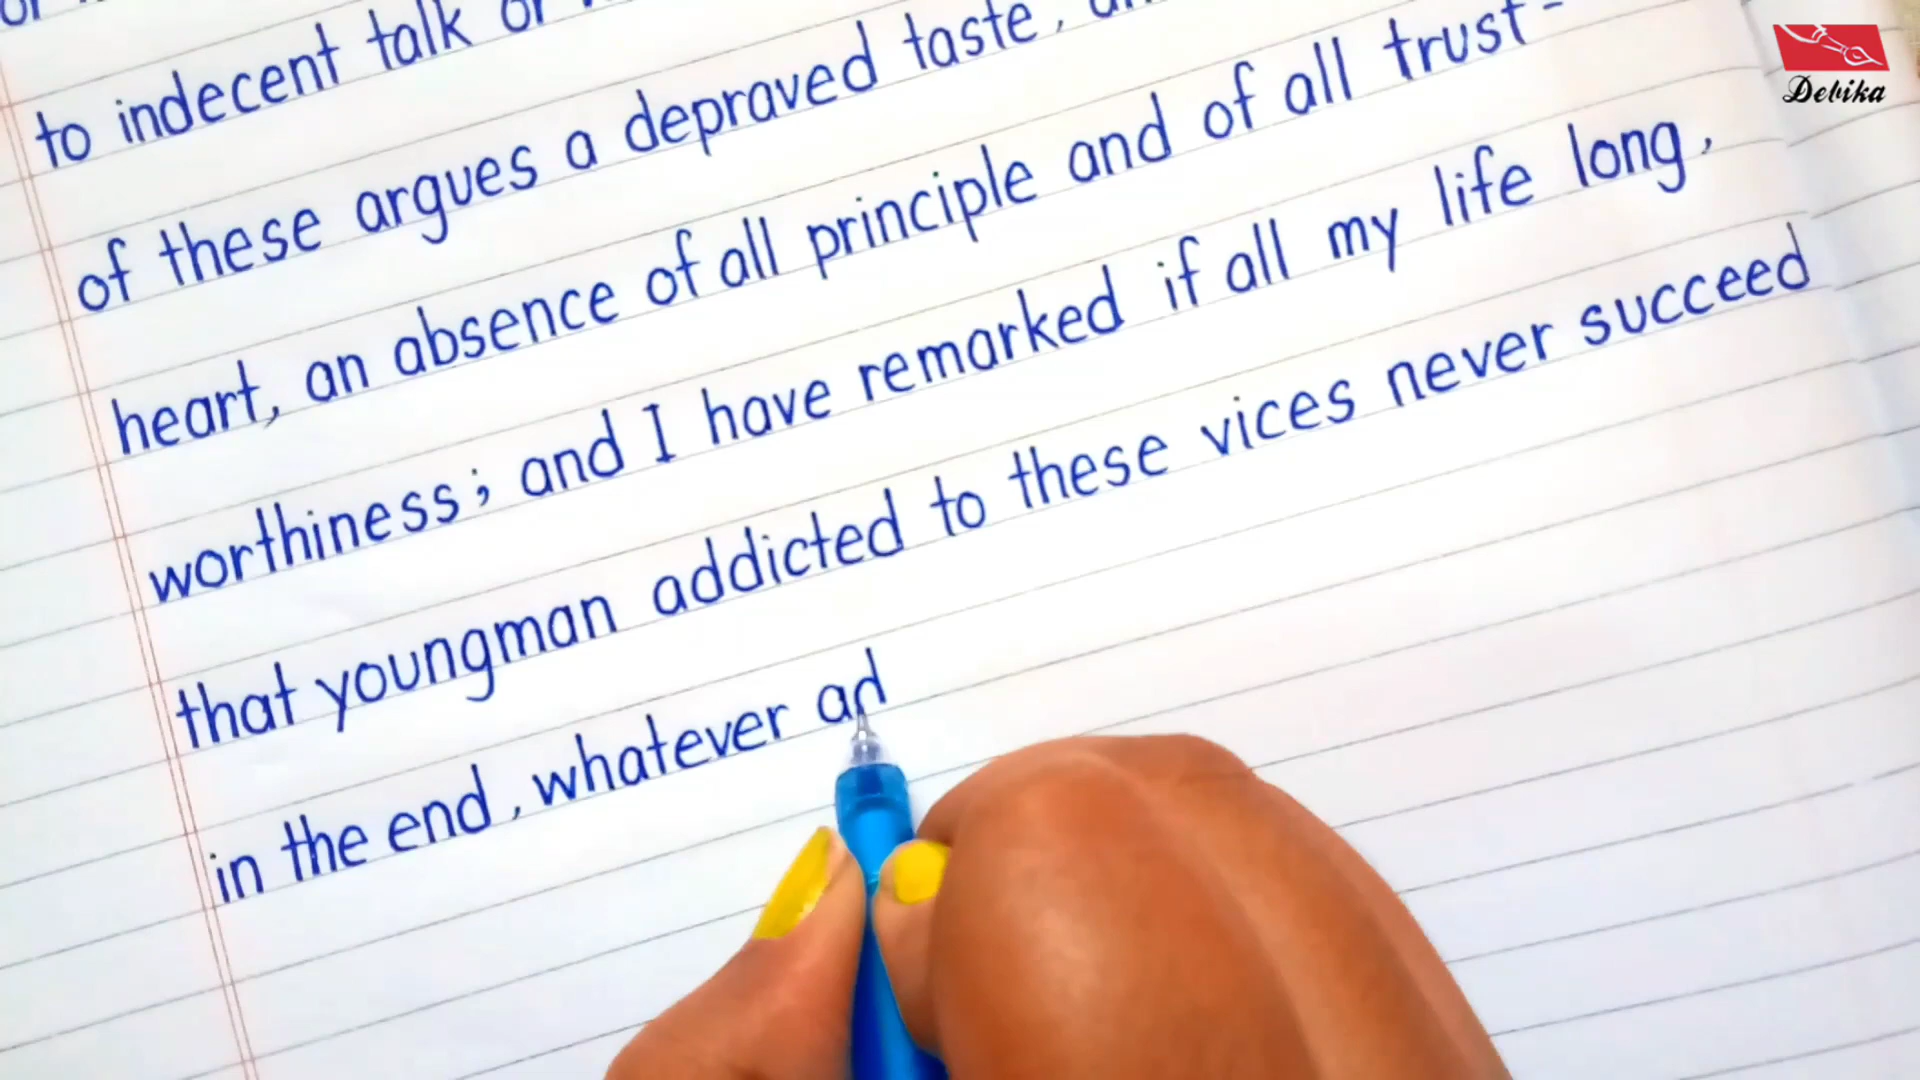 to indecent talk or
of these argues a depraved taste,
heart, an absence of all principle and of all trust-
worthiness; and I have remarked if all my life long,
that youngman addicted to these vices never succeed
in the end, whatever ad
Debika